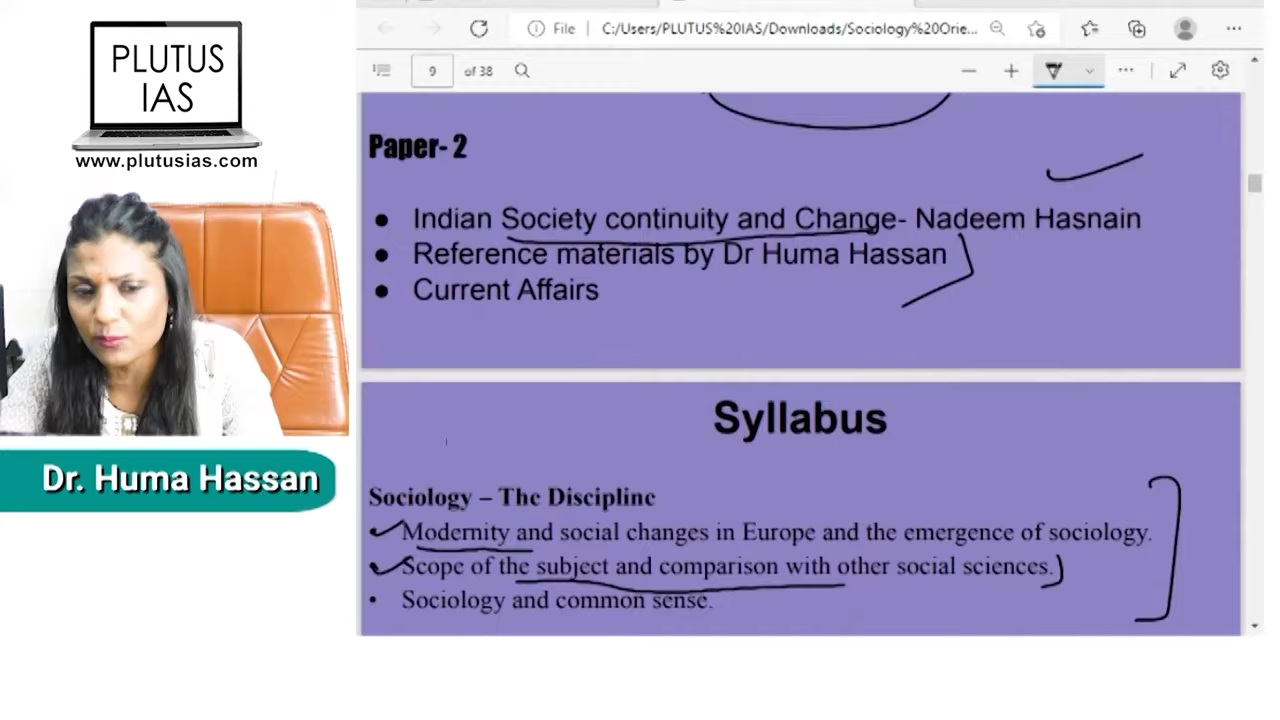 PLUTUS
IAS
www.plutusias.com
File
C:/Users/PLUTUS%20IAS/Downloads/Sociology%20Orie...
9
of 38
Paper- 2
● Indian Society continuity and Change- Nadeem Hasnain
● Reference materials by Dr Huma Hassan
● Current Affairs
Dr. Huma Hassan
Syllabus
Sociology – The Discipline
Modernity and social changes in Europe and the emergence of sociology.
Scope of the subject and comparison with other social sciences.
• Sociology and common sense.